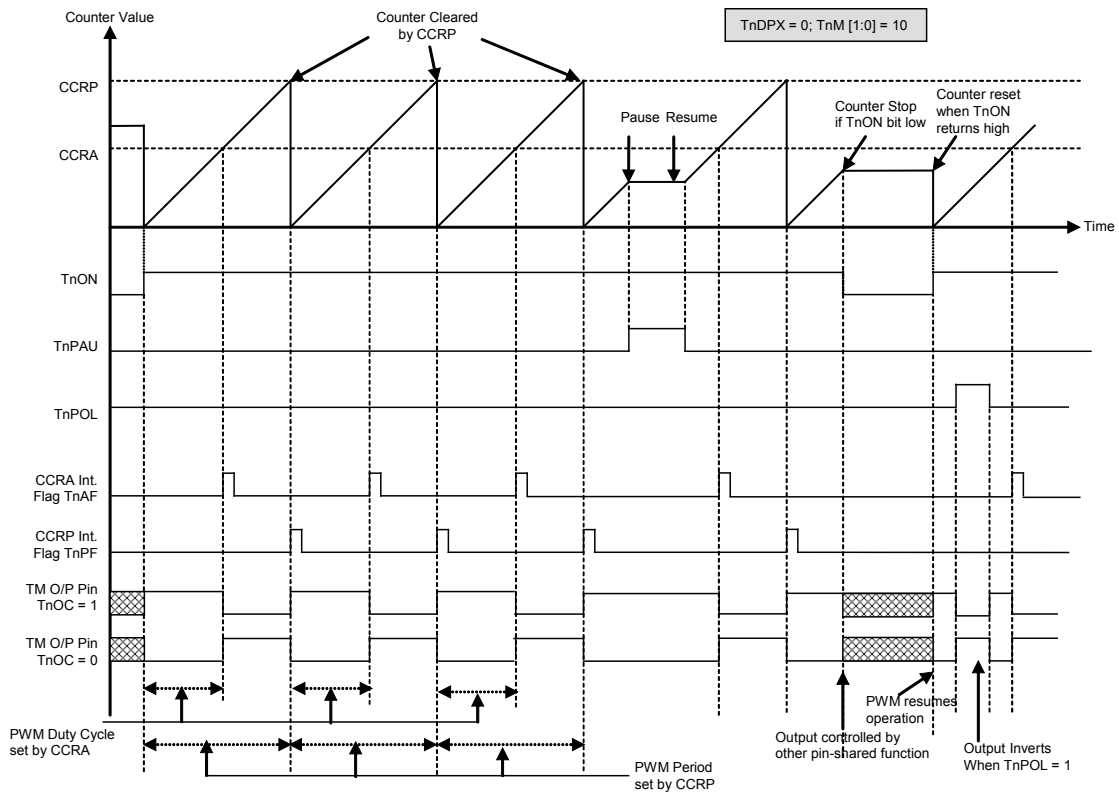 Counter Value
Counter Cleared
by CCRP
TnDPX = 0; TnM [1:0] = 10
CCRP
Pause Resume
Counter Stop
if TnON bit low
Counter reset
when TnON
returns high
CCRA
Time
TnON
TnPAU
TnPOL
CCRA Int.
Flag TnAF
CCRP Int.
Flag TnPF
TM O/P Pin
TnOC = 1
TM O/P Pin
TnOC = 0
PWM Duty Cycle
set by CCRA
PWM resumes
operation
Output controlled by
other pin-shared function
Output Inverts
When TnPOL = 1
PWM Period
set by CCRP